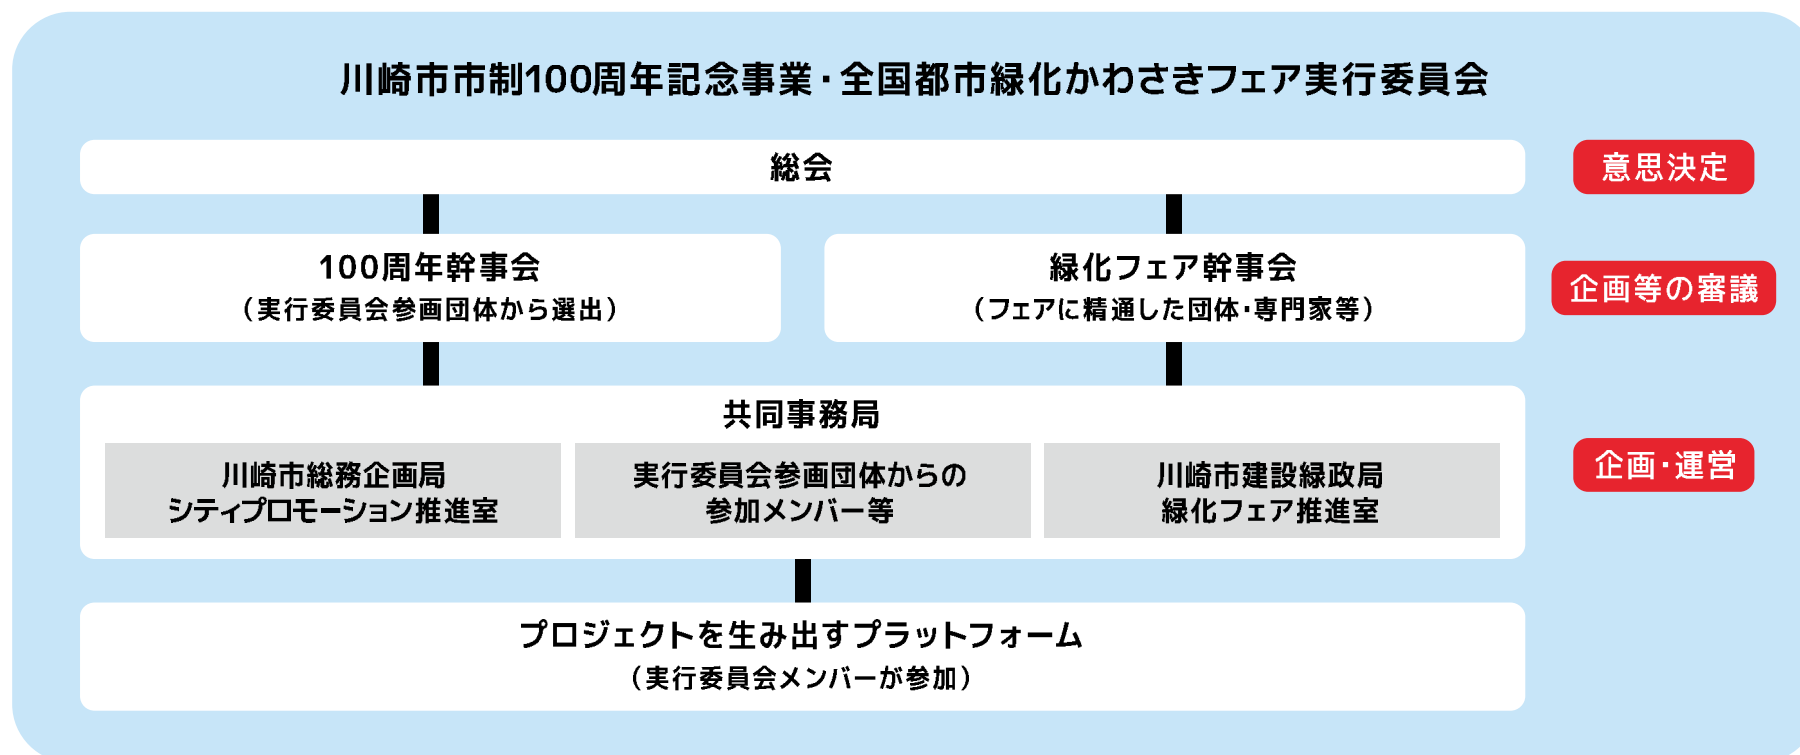 川崎市市制100周年記念事業・全国都市緑化かわさきフェア実行委員会
総会
意思決定
100周年幹事会
（実行委員会参画団体から選出）
緑化フェア幹事会
（フェアに精通した団体・専門家等）
企画等の審議
共同事務局
川崎市総務企画局
シティプロモーション推進室
実行委員会参画団体からの
参加メンバー等
川崎市建設緑政局
緑化フェア推進室
企画・運営
プロジェクトを生み出すプラットフォーム
（実行委員会メンバーが参加）